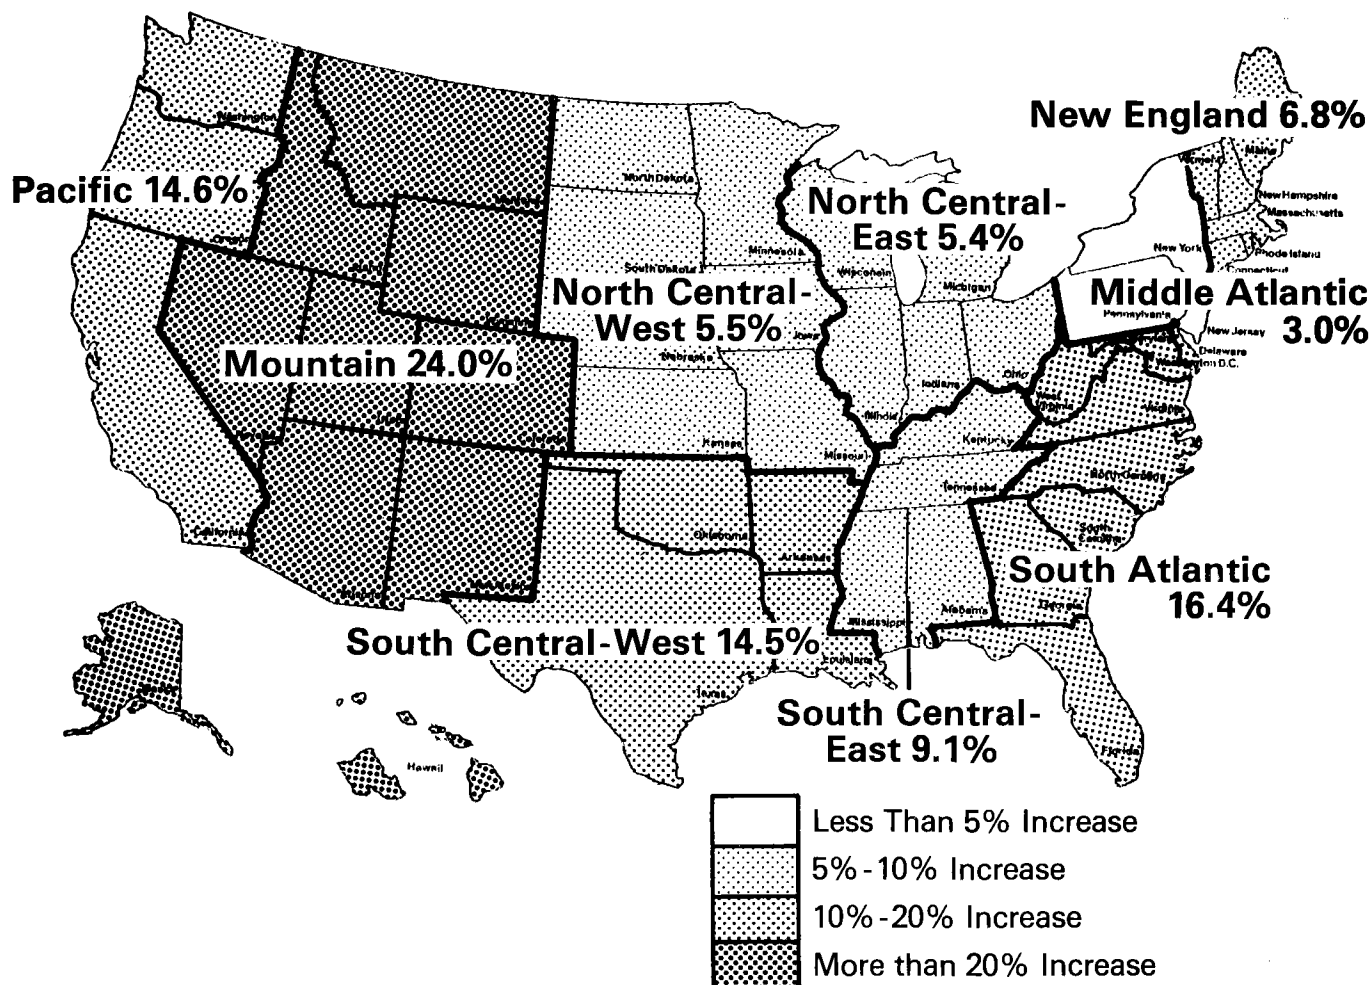 New England 6.8%
Pacific 14.6%
North Central-
East 5.4%
North Central-
West 5.5%
Middle Atlantic
3.0%
Mountain 24.0%
South Atlantic
16.4%
South Central-West 14.5%
South Central-
East 9.1%
Washington
North Dakota
Minnesota
South Dakota
Wisconsin
Michigan
Maine
New Hampshire
Massachusetts
New York
Rhode Island
Connecticut
New Jersey
Delaware
Nebraska
Indiana
Ohio
Illinois
Kansas
Missouri
Kentucky
Tennessee
Oklahoma
Arkansas
Mississippi
Alabama
Georgia
Louisiana
Texas
Florida
Hawaii
California
Less Than 5% Increase
5%-10% Increase
10%-20% Increase
More than 20% Increase